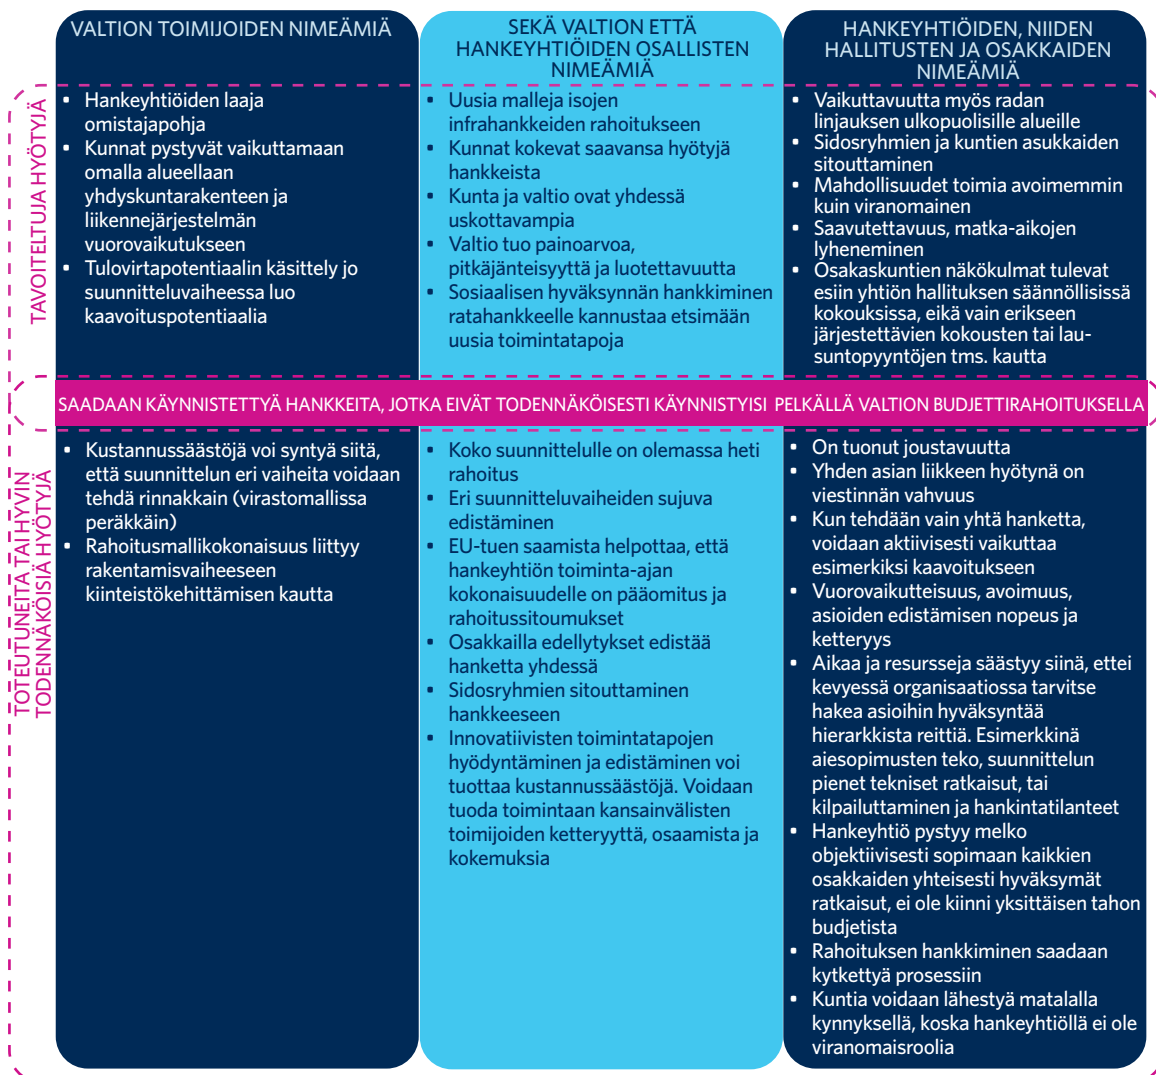 VALTION TOIMIJOIDEN NIMEÄMIÄ
SEKÄ VALTION ETTÄ
HANKEYHTIÖIDEN OSALLISTEN
NIMEÄMIÄ
HANKEYHTIÖIDEN, NIIDEN
HALLITUSTEN JA OSAKKAIDEN
NIMEÄMIÄ
TAVOITELTUJA HYÖTYJÄ
▪ Hankeyhtiöiden laaja
omistajapohja
▪ Kunnat pystyvät vaikuttamaan
omalla alueellaan
yhdyskuntarakenteen ja
liikennejärjestelmän
vuorovaikutukseen
▪ Tulovirtapotentiaalin käsittely jo
suunnitteluvaiheessa luo
kaavoituspotentiaalia
▪ Uusia malleja isojen
infrahankkeiden rahoitukseen
▪ Kunnat kokevat saavansa hyötyjä
hankkeista
▪ Kunta ja valtio ovat yhdessä
uskottavampia
▪ Valtio tuo painoarvoa,
pitkäjänteisyyttä ja luotettavuutta
▪ Sosiaalisen hyväksynnän hankkiminen
ratahankkeelle kannustaa etsimään
uusia toimintatapoja
▪ Vaikuttavuutta myös radan
linjauksen ulkopuolisille alueille
▪ Sidosryhmien ja kuntien asukkaiden
sitouttaminen
▪ Mahdollisuudet toimia avoimemmin
kuin viranomainen
▪ Saavutettavuus, matka-aikojen
lyheneminen
▪ Osakaskuntien näkökulmat tulevat
esiin yhtiön hallituksen säännöllisissä
kokouksissa, eikä vain erikseen
järjestettävien kokousten tai lau-
suntopyyntöjen tms. kautta
SAADAAN KÄYNNISTETTYÄ HANKKEITA, JOTKA EIVÄT TODENNÄKÖISESTI KÄYNNISTYISI PELKÄLLÄ VALTION BUDJETTIRAHOITUKSELLA
TOTEUTUNEITA TAI HYVIN
TODENNÄKÖISIÄ HYÖTYJÄ
▪ Kustannussäästöjä voi syntyä siitä,
että suunnittelun eri vaiheita voidaan
tehdä rinnakkain (virastomallissa
peräkkäin)
▪ Rahoitusmallikokonaisuus liittyy
rakentamisvaiheeseen
kiinteistökehittämisen kautta
▪ Koko suunnittelulle on olemassa heti
rahoitus
▪ Eri suunnitteluvaiheiden sujuva
edistäminen
▪ EU-tuen saamista helpottaa, että
hankeyhtiön toiminta-ajan
kokonaisuudelle on pääomitus ja
rahoitussitoumukset
▪ Osakkailla edellytykset edistää
hanketta yhdessä
▪ Sidosryhmien sitouttaminen
hankkeeseen
▪ Innovatiivisten toimintatapojen
hyödyntäminen ja edistäminen voi
tuottaa kustannussäästöjä. Voidaan
tuoda toimintaan kansainvälisten
toimijoiden ketteryyttä, osaamista ja
kokemuksia
▪ On tuonut joustavuutta
▪ Yhden asian liikkeen hyötynä on
viestinnän vahvuus
▪ Kun tehdään vain yhtä hanketta,
voidaan aktiivisesti vaikuttaa
esimerkiksi kaavoitukseen
▪ Vuorovaikutteisuus, avoimuus,
asioiden edistämisen nopeus ja
ketteryys
▪ Aikaa ja resursseja säästyy siinä, ettei
kevyessä organisaatiossa tarvitse
hakea asioihin hyväksyntää
hierarkkista reittiä. Esimerkkinä
aiesopimusten teko, suunnittelun
pienet tekniset ratkaisut, tai
kilpailuttaminen ja hankintatilanteet
▪ Hankeyhtiö pystyy melko
objektiivisesti sopimaan kaikkien
osakkaiden yhteisesti hyväksymät
ratkaisut, ei ole kiinni yksittäisen tahon
budjetista
▪ Rahoituksen hankkiminen saadaan
kytkettyä prosessiin
▪ Kuntia voidaan lähestyä matalalla
kynnyksellä, koska hankeyhtiöllä ei ole
viranomaisroolia